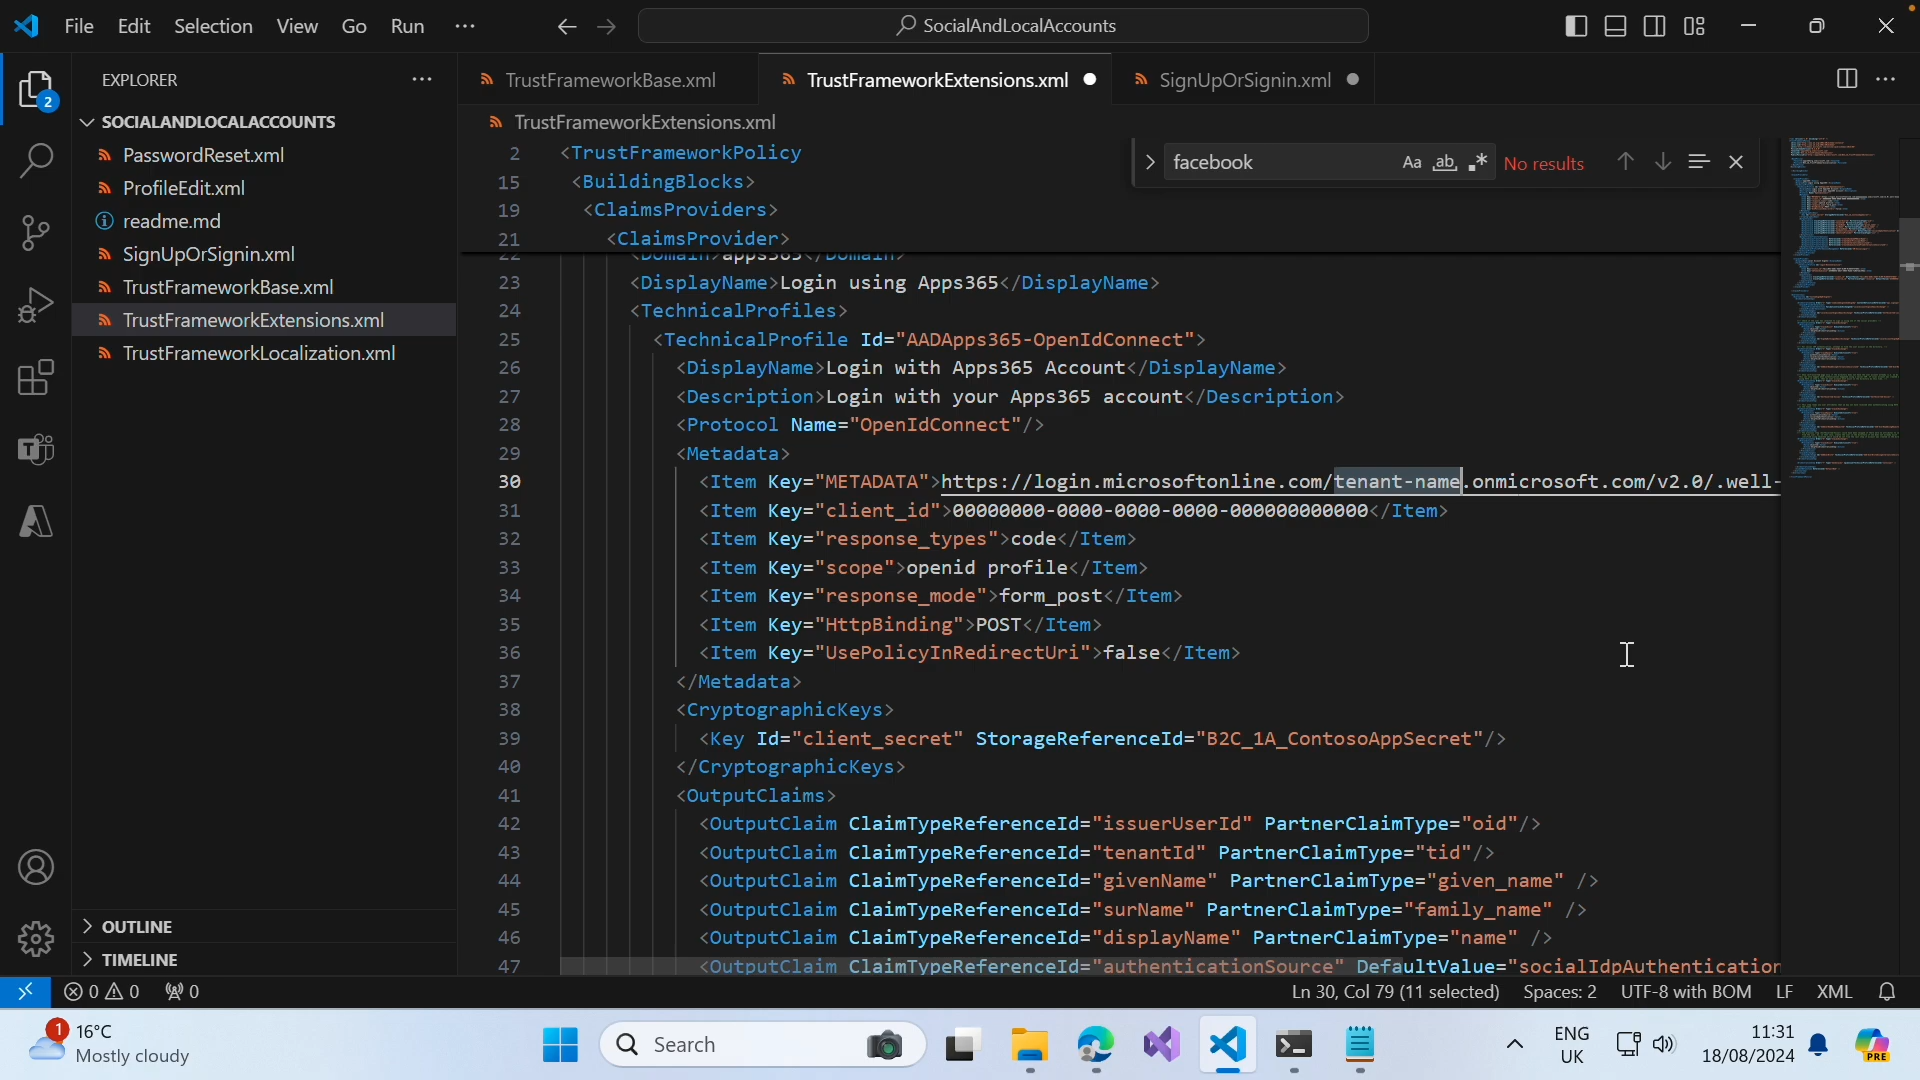 File Edit Selection View Go Run
SocialAndLocalAccounts
EXPLORER
SOCIALANDLOCALACCOUNTS
PasswordReset.xml
ProfileEdit.xml
readme.md
SignUpOrSignin.xml
TrustFrameworkBase.xml
TrustFrameworkExtensions.xml
TrustFrameworkLocalization.xml
OUTLINE
TIMELINE
2
TrustFrameworkBase.xml TrustFrameworkExtensions.xml SignUpOrSignin.xml
TrustFrameworkExtensions.xml
facebook Aa ab No results
2 <TrustFrameworkPolicy
15 <BuildingBlocks>
19 <ClaimsProviders>
21 <ClaimsProvider>
22 <Domain>apps365</Domain>
23 <DisplayName>Login using Apps365</DisplayName>
24 <TechnicalProfiles>
25 <TechnicalProfile Id="AADApps365-OpenIdConnect">
26 <DisplayName>Login with Apps365 Account</DisplayName>
27 <Description>Login with your Apps365 account</Description>
28 <Protocol Name="OpenIdConnect"/>
29 <Metadata>
30 <Item Key="METADATA">https://login.microsoftonline.com/tenant-name.onmicrosoft.com/v2.0/.well-
31 <Item Key="client_id">00000000-0000-0000-0000-000000000000</Item>
32 <Item Key="response_types">code</Item>
33 <Item Key="scope">openid profile</Item>
34 <Item Key="response_mode">form_post</Item>
35 <Item Key="HttpBinding">POST</Item>
36 <Item Key="UsePolicyInRedirectUri">false</Item>
37 </Metadata>
38 <CryptographicKeys>
39 <Key Id="client_secret" StorageReferenceId="B2C_1A_ContosoAppSecret"/>
40 </CryptographicKeys>
41 <OutputClaims>
42 <OutputClaim ClaimTypeReferenceId="issuerUserId" PartnerClaimType="oid"/>
43 <OutputClaim ClaimTypeReferenceId="tenantId" PartnerClaimType="tid"/>
44 <OutputClaim ClaimTypeReferenceId="givenName" PartnerClaimType="given_name" />
45 <OutputClaim ClaimTypeReferenceId="surName" PartnerClaimType="family_name" />
46 <OutputClaim ClaimTypeReferenceId="displayName" PartnerClaimType="name" />
47 <OutputClaim ClaimTypeReferenceId="authenticationSource" DefaultValue="socialIdpAuthentication
0 0 0 Ln 30, Col 79 (11 selected) Spaces: 2 UTF-8 with BOM LF XML
1 16°C
Mostly cloudy
Search
ENG
UK
11:31
18/08/2024
PRE